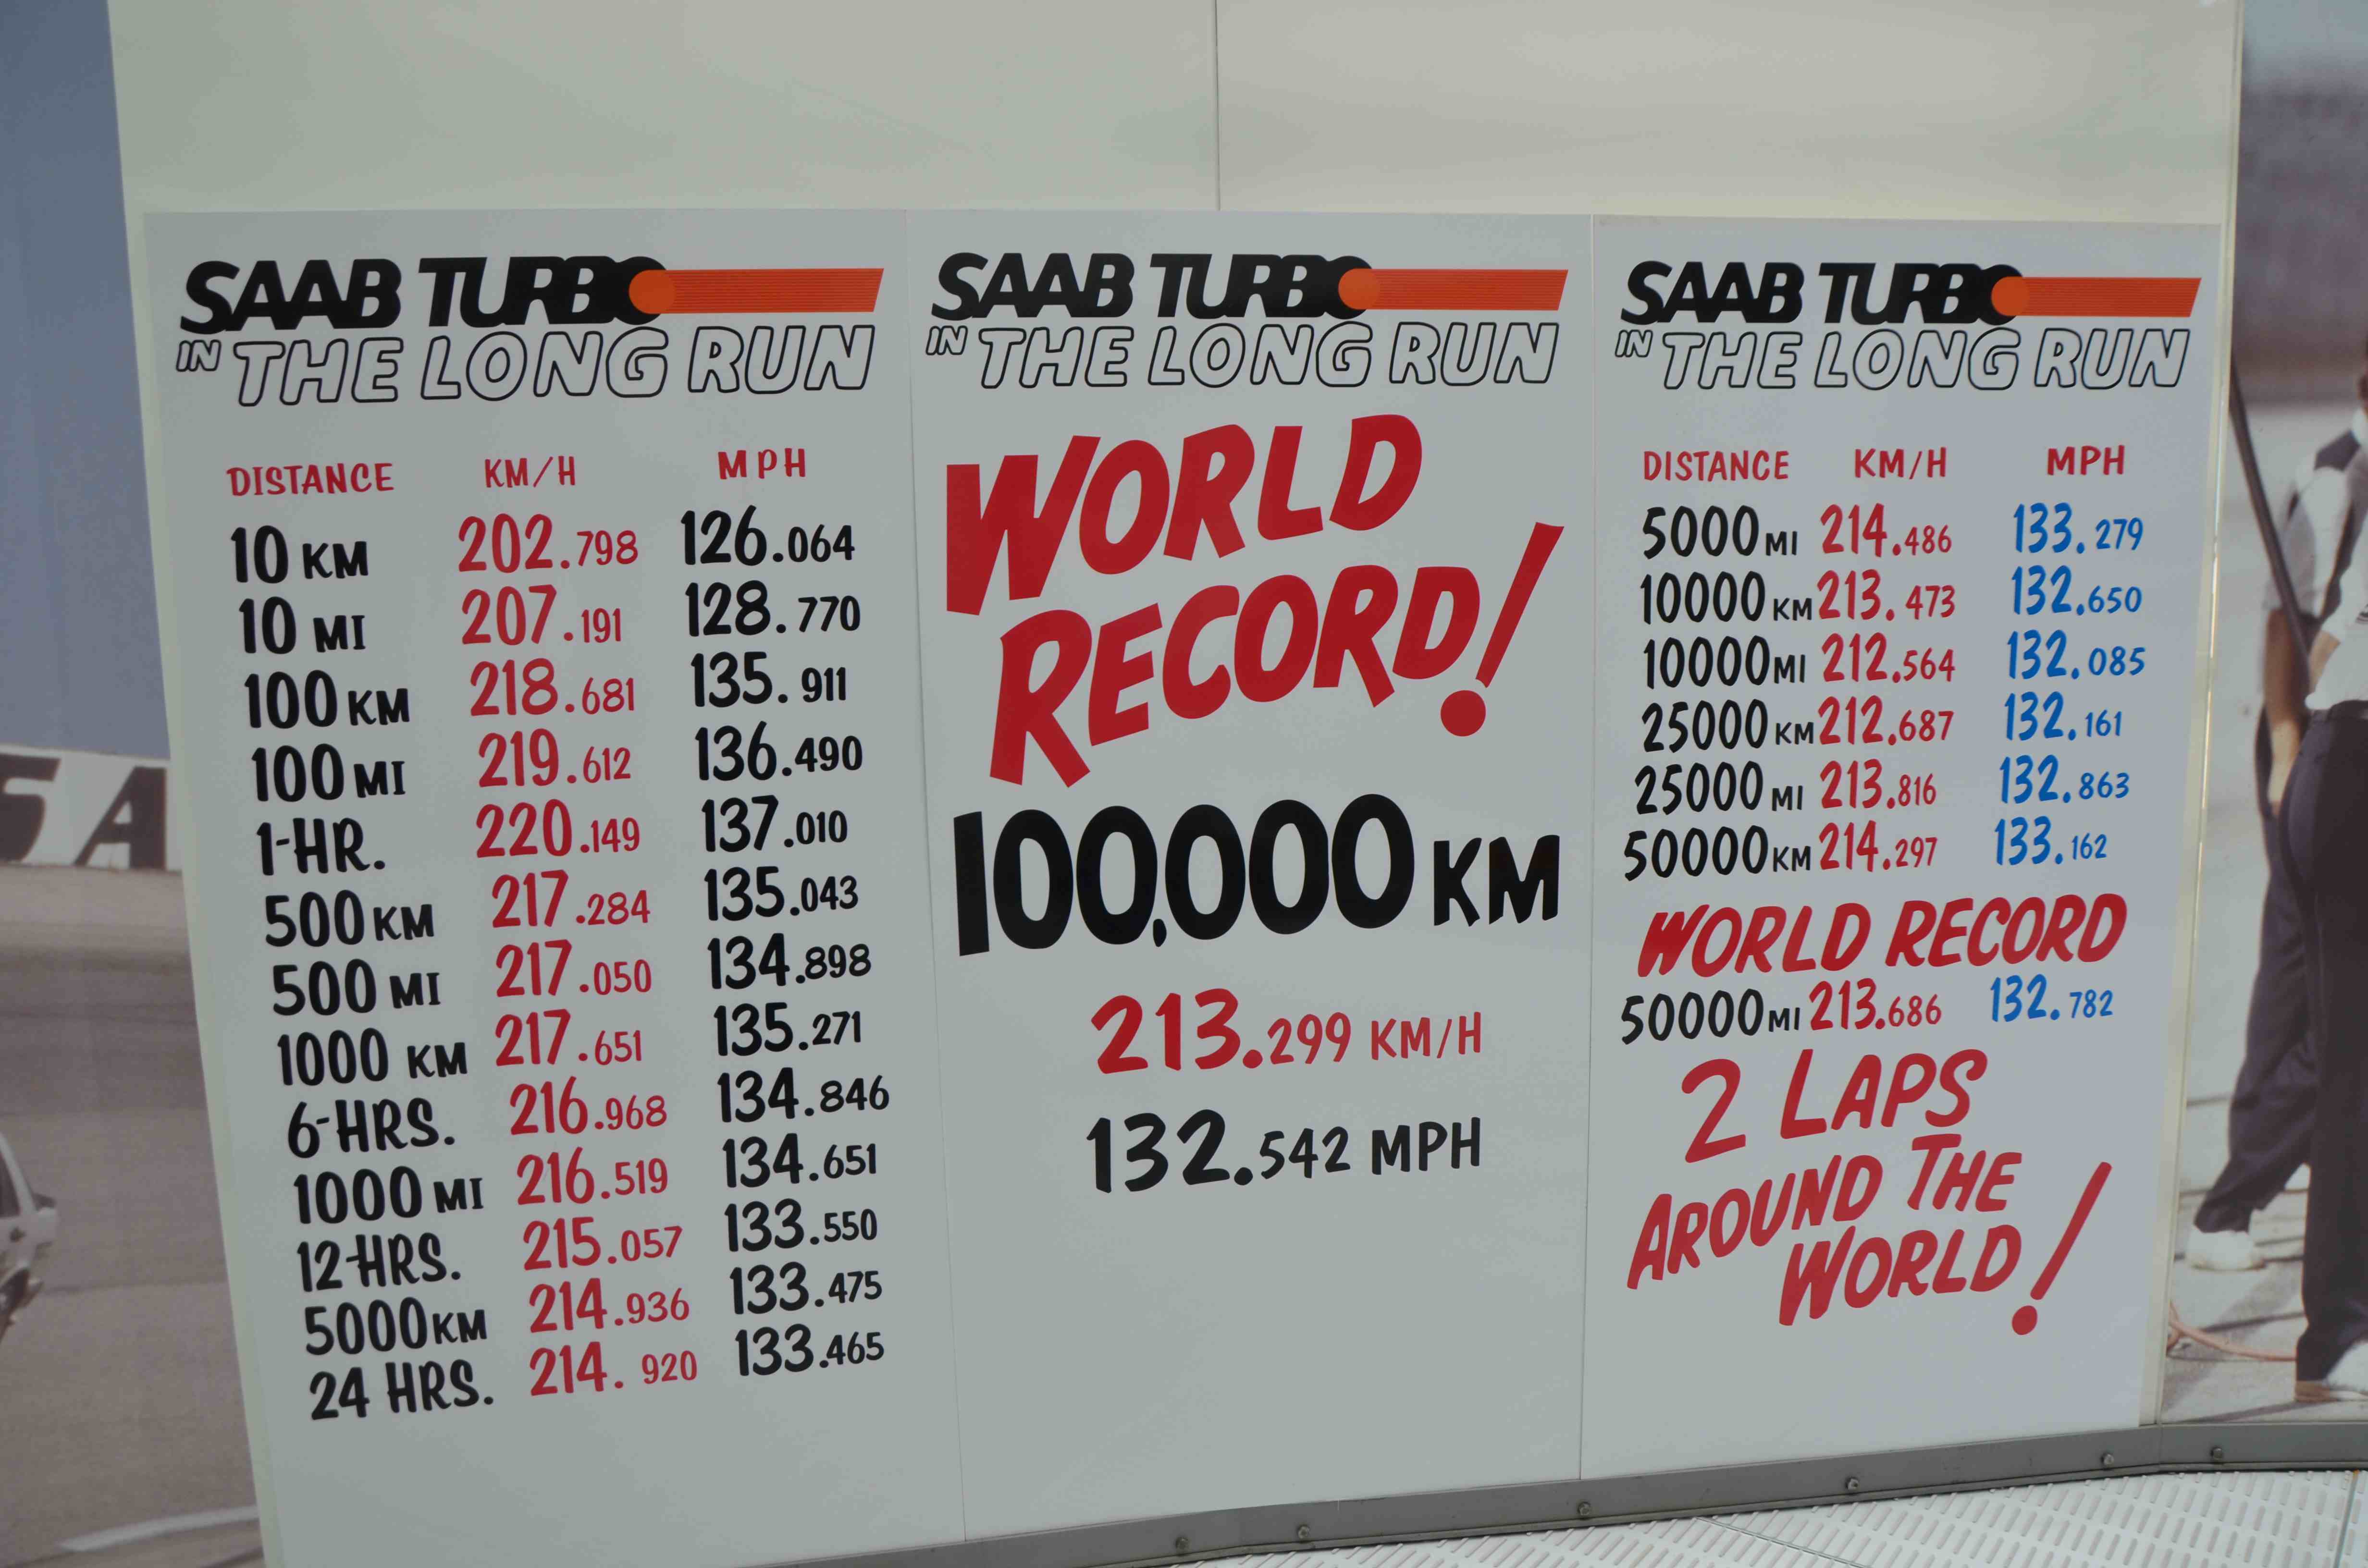 SAAB TURBO
IN THE LONG RUN
DISTANCE KM/H MPH
10 KM 202.798 126.064
10 MI 207.191 128.770
100 KM 218.681 135.911
100 MI 219.612 136.490
1-HR. 220.149 137.010
500 KM 217.284 135.043
500 MI 217.050 134.898
1000 KM 217.651 135.271
6-HRS. 216.968 134.846
1000 MI 216.519 134.651
12-HRS. 215.057 133.550
5000 KM 214.936 133.475
24 HRS. 214.920 133.465
SAAB TURBO
IN THE LONG RUN
WORLD
RECORD!
100,000 KM
213.299 KM/H
132.542 MPH
SAAB TURBO
IN THE LONG RUN
DISTANCE KM/H MPH
5000 MI 214.486 133.279
10000 KM 213.473 132.650
10000 MI 212.564 132.085
25000 KM 212.687 132.161
25000 MI 213.816 132.863
50000 KM 214.297 133.162
WORLD RECORD
50000 MI 213.686 132.782
2 LAPS
AROUND THE
WORLD!